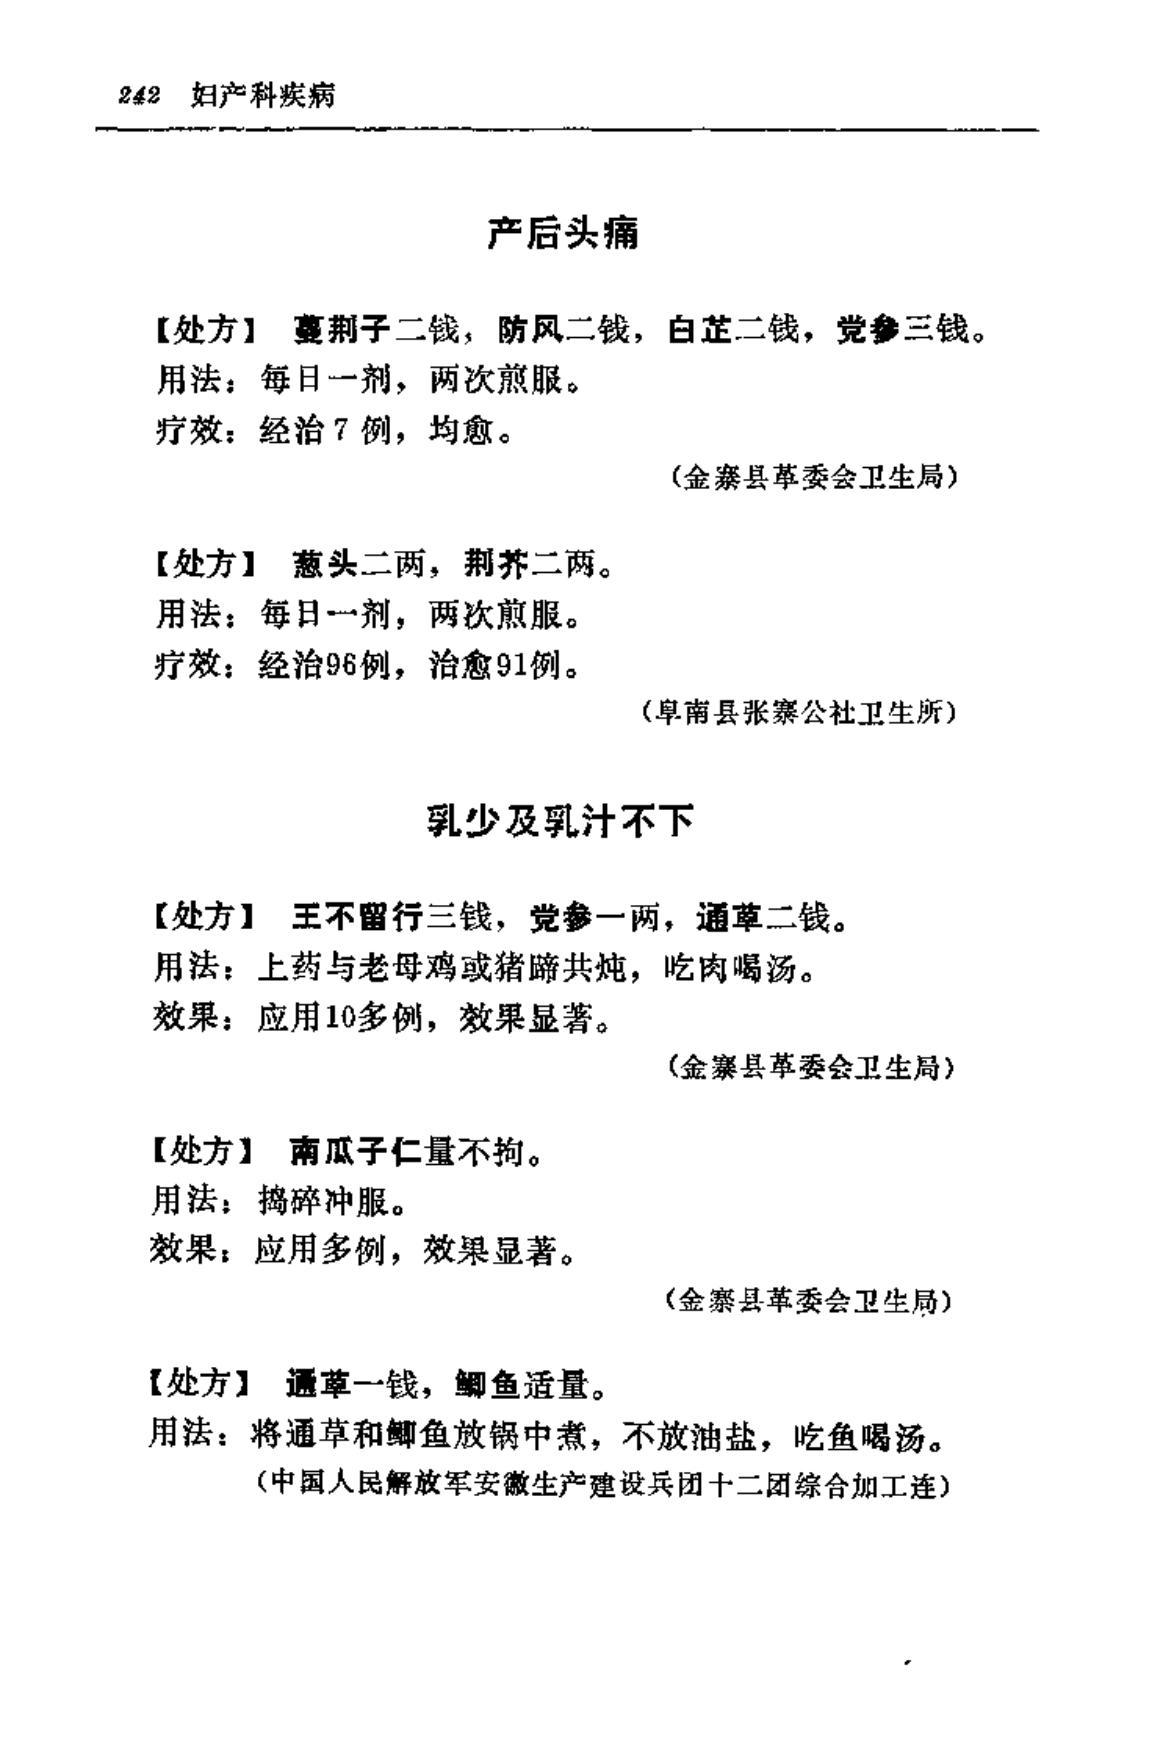 242 妇产科疾病
产后头痛
【处方】 蔓荆子二钱，防风二钱，白芷二钱，党参三钱。
用法：每日一剂，两次煎服。
疗效：经治7例，均愈。
（金寨县革委会卫生局）
【处方】 葱头二两，荆芥二两。
用法：每日一剂，两次煎服。
疗效：经治96例，治愈91例。
（阜南县张寨公社卫生所）
乳少及乳汁不下
【处方】 王不留行三钱，党参一两，通草二钱。
用法：上药与老母鸡或猪蹄共炖，吃肉喝汤。
效果：应用10多例，效果显著。
（金寨县革委会卫生局）
【处方】 南瓜子仁量不拘。
用法：捣碎冲服。
效果：应用多例，效果显著。
（金寨县革委会卫生局）
【处方】 通草一钱，鲫鱼适量。
用法：将通草和鲫鱼放锅中煮，不放油盐，吃鱼喝汤。
（中国人民解放军安徽生产建设兵团十二团综合加工连）